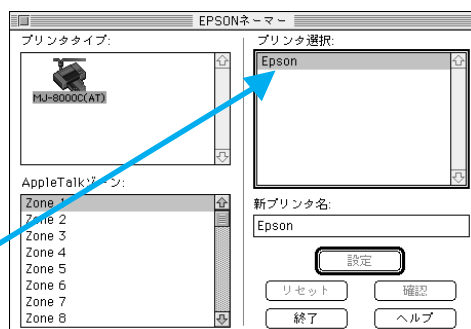 EPSONネーマー
プリンタタイプ:
MJ-8000C(AT)
プリンタ選択:
Epson
AppleTalkゾーン:
Zone 1
Zone 2
Zone 3
Zone 4
Zone 5
Zone 6
Zone 7
Zone 8
新プリンタ名:
Epson
設定
リセット
確認
終了
ヘルプ